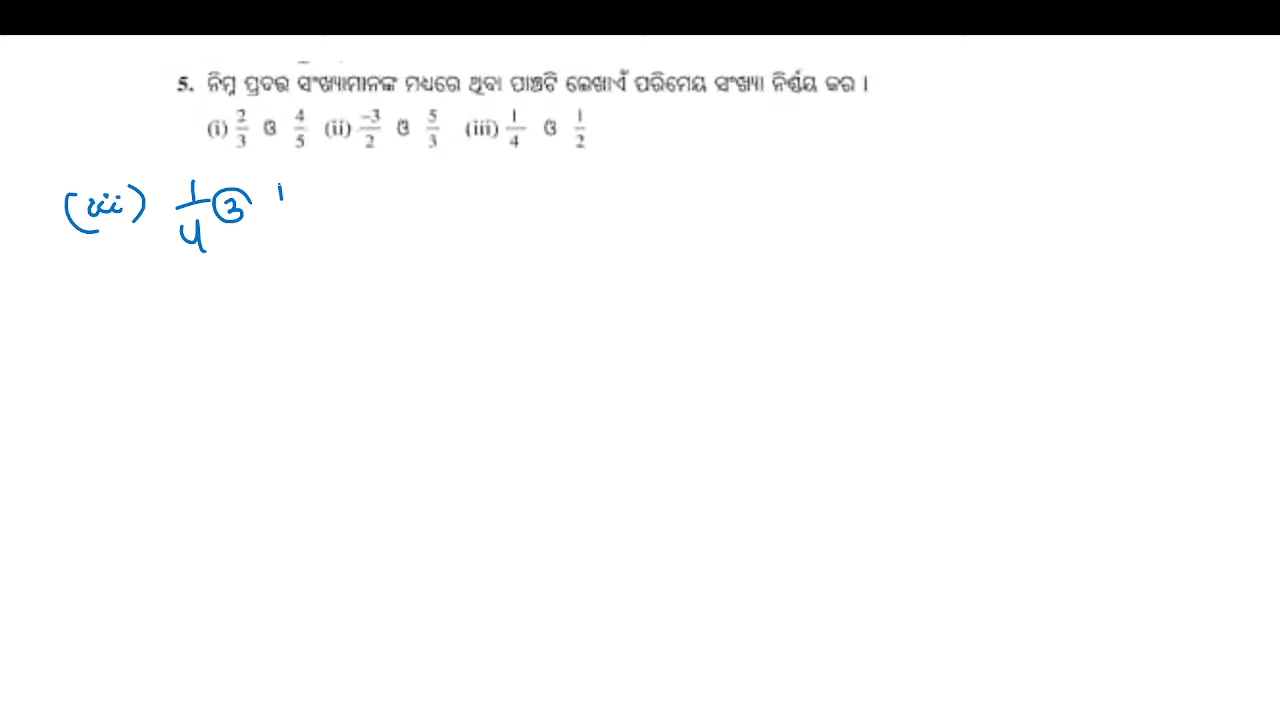 5. ନିମ୍ନ ପ୍ରଦତ୍ତ ସଂଖ୍ୟାମାନଙ୍କ ମଧ୍ୟରେ ଥିବା ପାଞ୍ଚଟି ଲେଖାଏଁ ପରିମେୟ ସଂଖ୍ୟା ନିର୍ଣ୍ଣୟ କର ।
(i) 2/3 ଓ 4/5 (ii) -3/2 ଓ 5/3 (iii) 1/4 ଓ 1/2
(iii) 1/4 ଓ 1